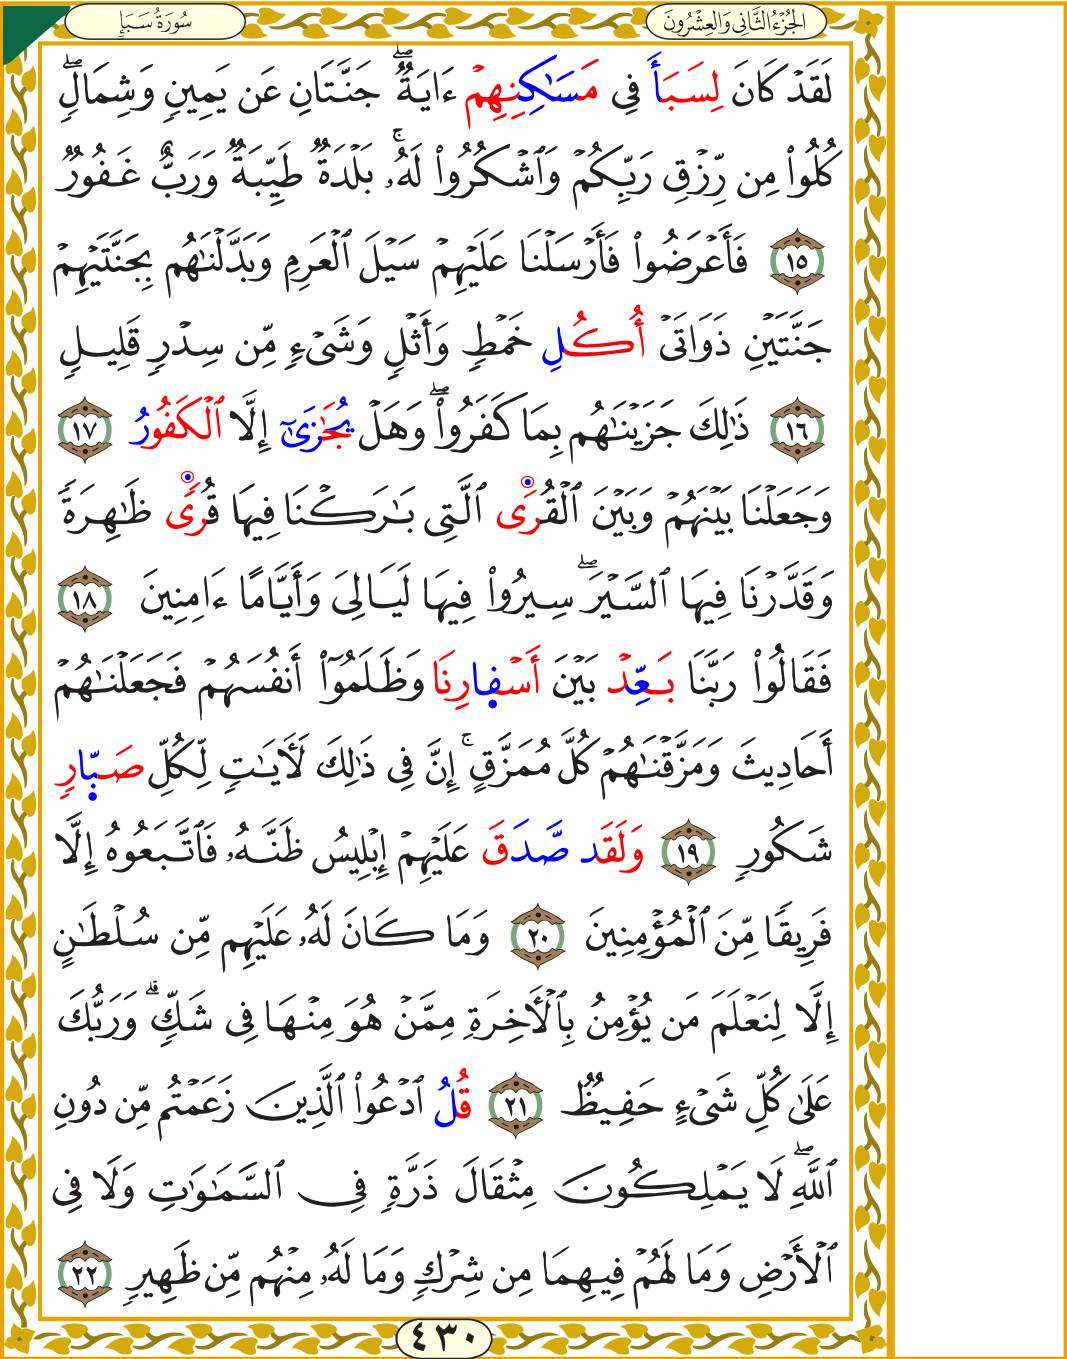 الجُزْءُ الثَّانِي وَالعِشْرُونَ
سُورَةُ سَبَإٍ
لَقَدۡ كَانَ لِسَبَأَ فِي مَسَٰكِنِهِمۡ ءَايَةٞۖ جَنَّتَانِ عَن يَمِينٖ وَشِمَالٖۖ
كُلُواْ مِن رِّزۡقِ رَبِّكُمۡ وَٱشۡكُرُواْ لَهُۥۚ بَلۡدَةٞ طَيِّبَةٞ وَرَبٌّ غَفُورٞ
١٥ فَأَعۡرَضُواْ فَأَرۡسَلۡنَا عَلَيۡهِمۡ سَيۡلَ ٱلۡعَرِمِ وَبَدَّلۡنَٰهُم بِجَنَّتَيۡهِمۡ
جَنَّتَيۡنِ ذَوَاتَيۡ أُكُلِ خَمۡطٖ وَأَثۡلٖ وَشَيۡءٖ مِّن سِدۡرٖ قَلِيلٖ
١٦ ذَٰلِكَ جَزَيۡنَٰهُم بِمَا كَفَرُواْۖ وَهَلۡ يُجَٰزَىٰٓ إِلَّا ٱلۡكَفُورُ ١٧
وَجَعَلۡنَا بَيۡنَهُمۡ وَبَيۡنَ ٱلۡقُرَى ٱلَّتِي بَٰرَكۡنَا فِيهَا قُرٗى ظَٰهِرَةٗ
وَقَدَّرۡنَا فِيهَا ٱلسَّيۡرَۖ سِيرُواْ فِيهَا لَيَالِيَ وَأَيَّامًا ءَامِنِينَ ١٨
فَقَالُواْ رَبَّنَا بَعِّدۡ بَيۡنَ أَسۡفارِنَا وَظَلَمُوٓاْ أَنفُسَهُمۡ فَجَعَلۡنَٰهُمۡ
أَحَادِيثَ وَمَزَّقۡنَٰهُمۡ كُلَّ مُمَزَّقٍۚ إِنَّ فِي ذَٰلِكَ لَأٓيَٰتٖ لِّكُلِّ صَبّارٖ
شَكُورٖ ١٩ وَلَقَد صَّدَقَ عَلَيۡهِمۡ إِبۡلِيسُ ظَنَّهُۥ فَٱتَّبَعُوهُ إِلَّا
فَرِيقٗا مِّنَ ٱلۡمُؤۡمِنِينَ ٢٠ وَمَا كَانَ لَهُۥ عَلَيۡهِم مِّن سُلۡطَٰنٍ
إِلَّا لِنَعۡلَمَ مَن يُؤۡمِنُ بِٱلۡأٓخِرَةِ مِمَّنۡ هُوَ مِنۡهَا فِي شَكّٖۗ وَرَبُّكَ
عَلَىٰ كُلِّ شَيۡءٍ حَفِيظٞ ٢١ قُلُ ٱدۡعُواْ ٱلَّذِينَ زَعَمۡتُم مِّن دُونِ
ٱللَّهِۖ لَا يَمۡلِكُونَ مِثۡقَالَ ذَرَّةٖ فِي ٱلسَّمَٰوَٰتِ وَلَا فِي
ٱلۡأَرۡضِ وَمَا لَهُمۡ فِيهِمَا مِن شِرۡكٖ وَمَا لَهُۥ مِنۡهُم مِّن ظَهِيرٖ ٢٢
٤٣٠